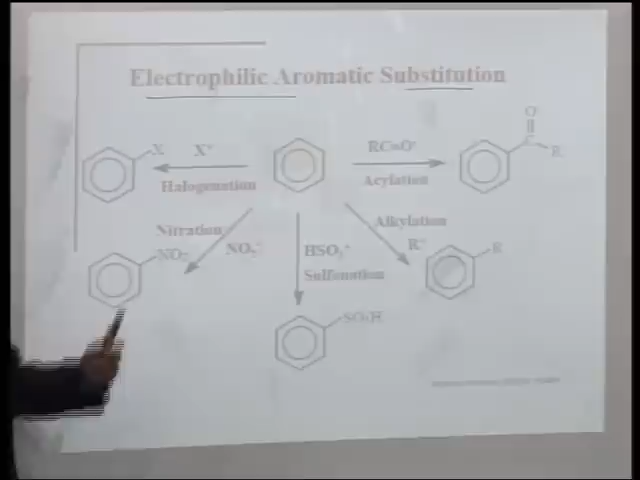 Electrophilic Aromatic Substitution
X
X⁺
Halogenation
RC=O⁺
Acylation
O
C
R
Nitration
NO₂⁺
NO₂
HSO₃⁺
Sulfonation
SO₃H
Alkylation
R⁺
R